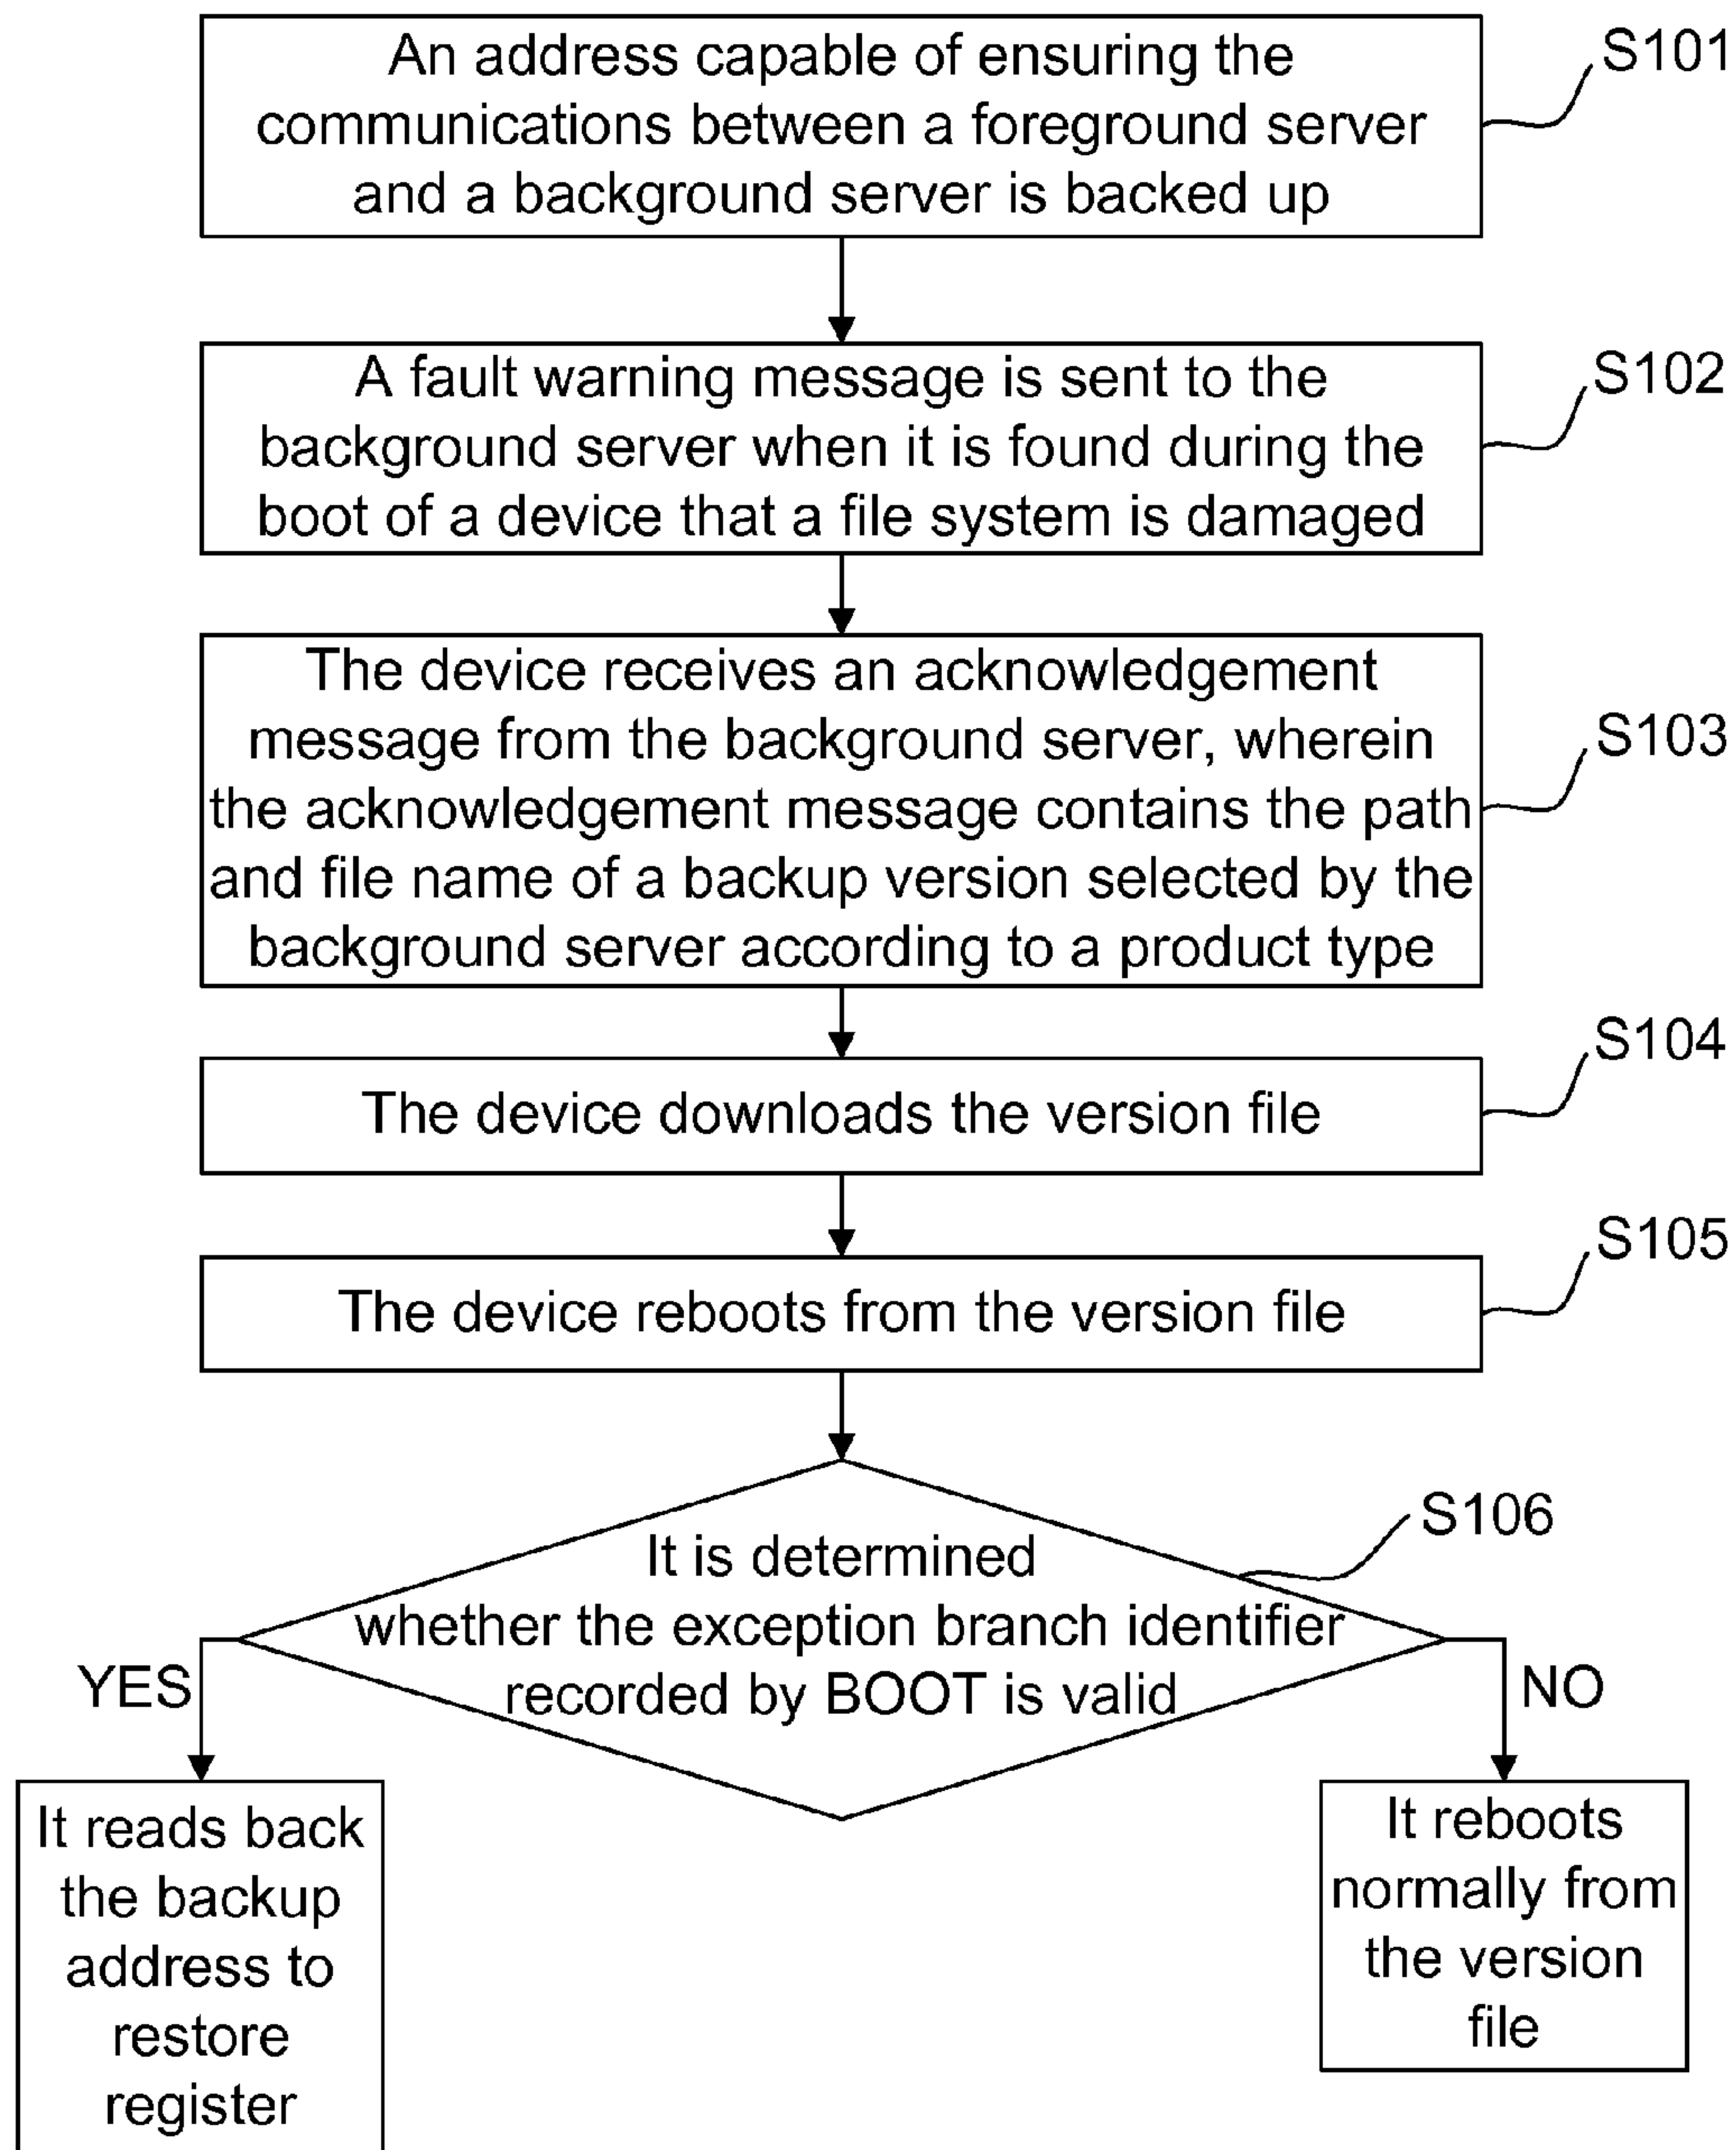 An address capable of ensuring the
communications between a foreground server
and a background server is backed up
S101
A fault warning message is sent to the
background server when it is found during the
boot of a device that a file system is damaged
S102
The device receives an acknowledgement
message from the background server, wherein
the acknowledgement message contains the path
and file name of a backup version selected by the
background server according to a product type
S103
The device downloads the version file
S104
The device reboots from the version file
S105
It is determined
whether the exception branch identifier
recorded by BOOT is valid
S106
YES
NO
It reads back
the backup
address to
restore
register
It reboots
normally from
the version
file